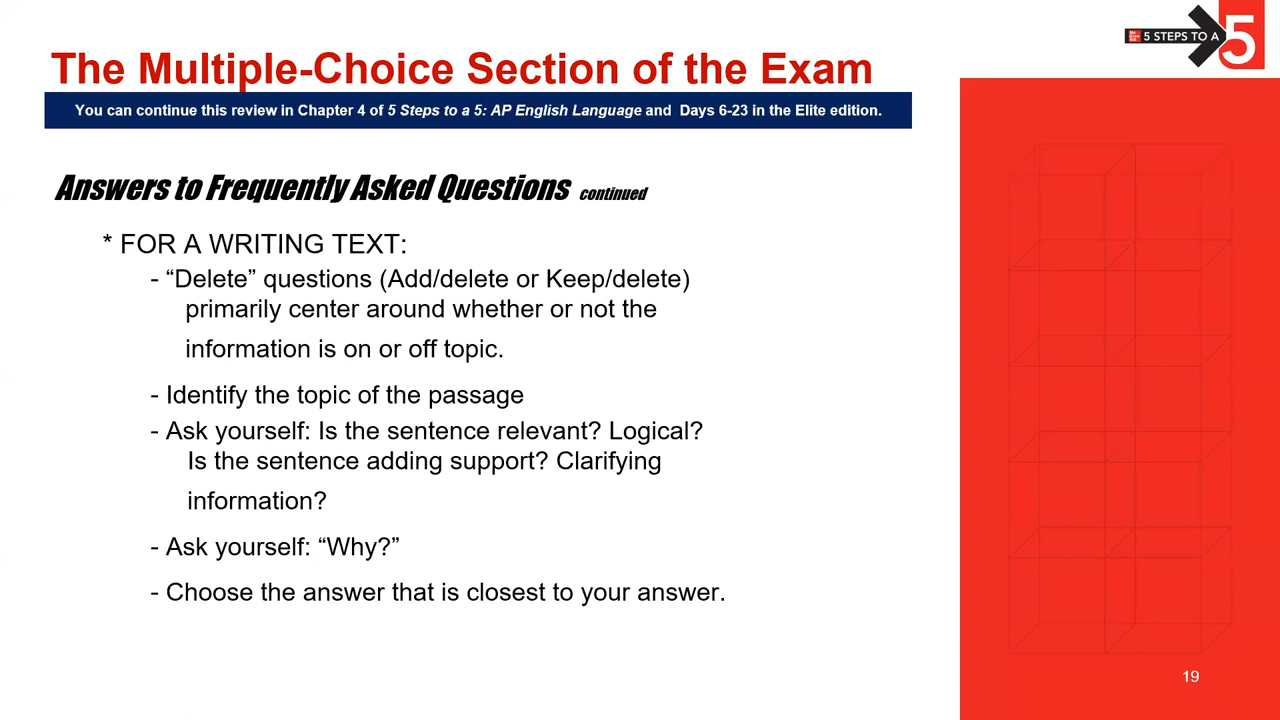 5 STEPS TO A 5
The Multiple-Choice Section of the Exam
You can continue this review in Chapter 4 of 5 Steps to a 5: AP English Language and Days 6-23 in the Elite edition.
Answers to Frequently Asked Questions continued
* FOR A WRITING TEXT:
- “Delete” questions (Add/delete or Keep/delete)
primarily center around whether or not the
information is on or off topic.
- Identify the topic of the passage
- Ask yourself: Is the sentence relevant? Logical?
Is the sentence adding support? Clarifying
information?
- Ask yourself: “Why?”
- Choose the answer that is closest to your answer.
19